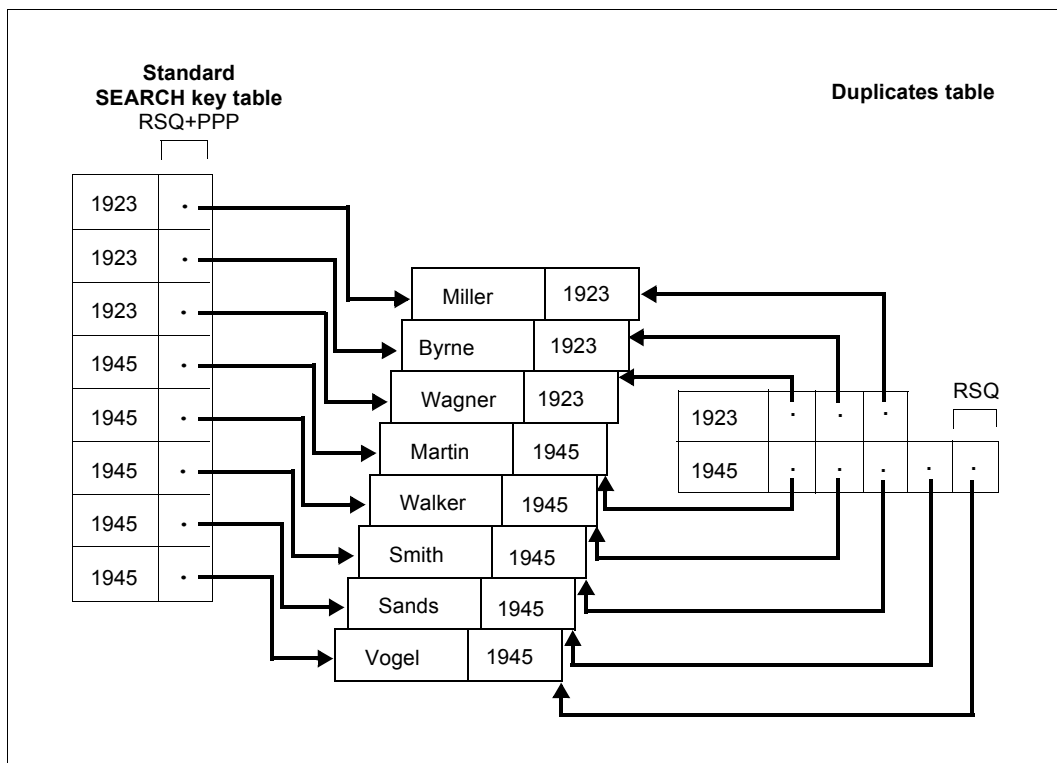 Standard
SEARCH key table
RSQ+PPP
Duplicates table
1923
1923
1923
1945
1945
1945
1945
1945
Miller 1923
Byrne 1923
Wagner 1923
Martin 1945
Walker 1945
Smith 1945
Sands 1945
Vogel 1945
RSQ
1923
1945